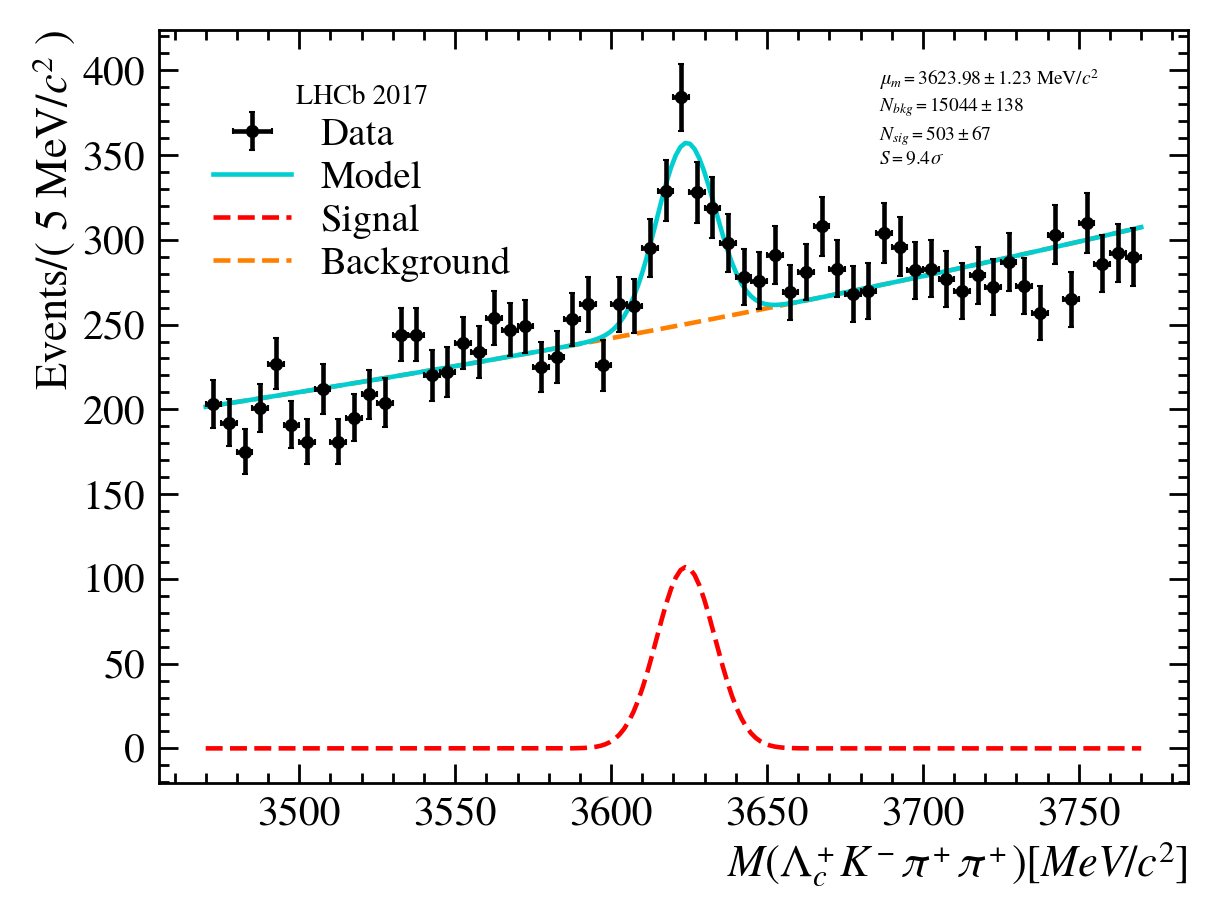 Events/( 5 MeV/c² )
400
350
300
250
200
150
100
50
0
LHCb 2017
Data
Model
Signal
Background
μₘ = 3623.98 ± 1.23 MeV/c²
N_bkg = 15044 ± 138
N_sig = 503 ± 67
S = 9.4σ
3500 3550 3600 3650 3700 3750
M(Λ_c⁺ K⁻ π⁺ π⁺)[MeV/c²]